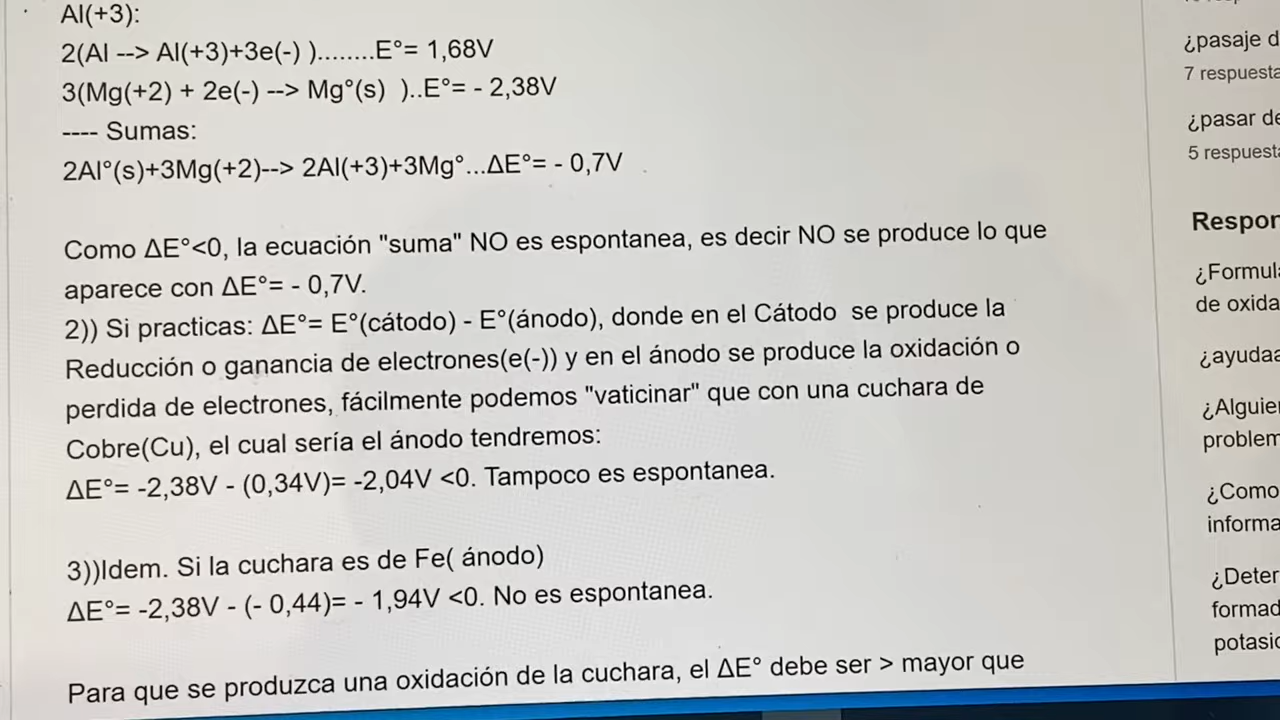 Al(+3):
2(Al --> Al(+3)+3e(-) )........E°= 1,68V
3(Mg(+2) + 2e(-) --> Mg°(s) )..E°= - 2,38V
---- Sumas:
2Al°(s)+3Mg(+2)--> 2Al(+3)+3Mg°...ΔE°= - 0,7V
Como ΔE°<0, la ecuación "suma" NO es espontanea, es decir NO se produce lo que
aparece con ΔE°= - 0,7V.
2)) Si practicas: ΔE°= E°(cátodo) - E°(ánodo), donde en el Cátodo se produce la
Reducción o ganancia de electrones(e(-)) y en el ánodo se produce la oxidación o
perdida de electrones, fácilmente podemos "vaticinar" que con una cuchara de
Cobre(Cu), el cual sería el ánodo tendremos:
ΔE°= -2,38V - (0,34V)= -2,04V <0. Tampoco es espontanea.
3))Idem. Si la cuchara es de Fe( ánodo)
ΔE°= -2,38V - (- 0,44)= - 1,94V <0. No es espontanea.
Para que se produzca una oxidación de la cuchara, el ΔE° debe ser > mayor que
¿pasaje d
7 respuesta
¿pasar de
5 respuest
Respon
¿Formul
de oxida
¿ayudaa
¿Alguie
problem
¿Como
informa
¿Deter
formad
potasi